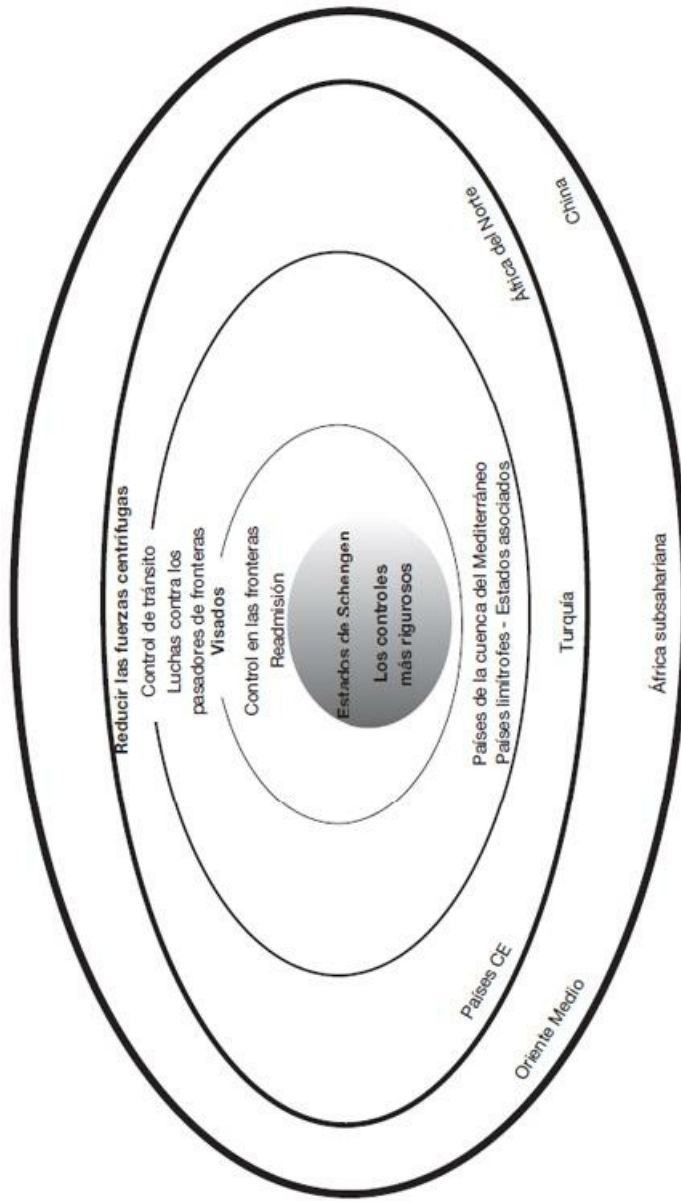 Reducir las fuerzas centrífugas
Control de tránsito
Luchas contra los
pasadores de fronteras
Visados
Control en las fronteras
Readmisión
Estados de Schengen
Los controles
más rigurosos
Países de la cuenca del Mediterráneo
Países limítrofes - Estados asociados
Países CE
Turquía
África del Norte
Oriente Medio
África subsahariana
China